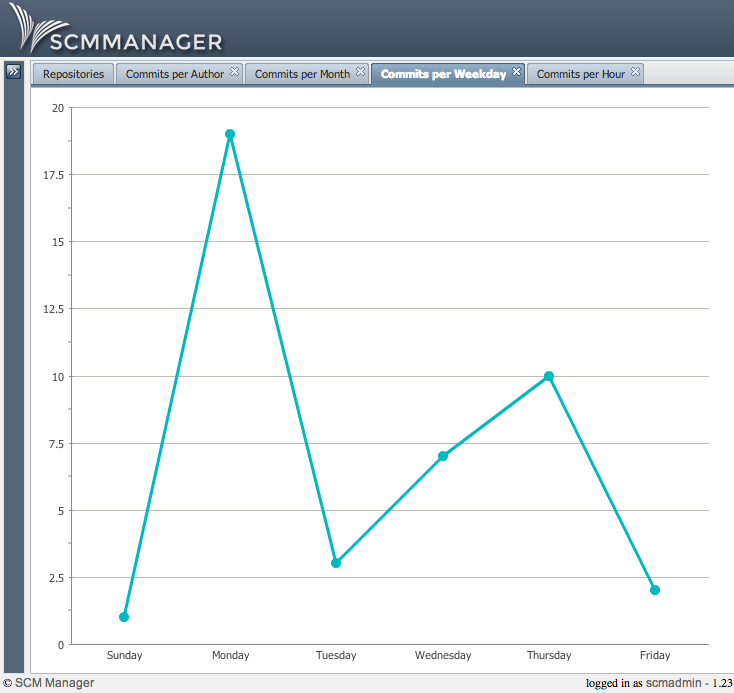 SCMMANAGER
Repositories
Commits per Author
Commits per Month
Commits per Weekday
Commits per Hour
20
17.5
15
12.5
10
7.5
5
2.5
0
Sunday Monday Tuesday Wednesday Thursday Friday
© SCM Manager
logged in as scmadmin - 1.23